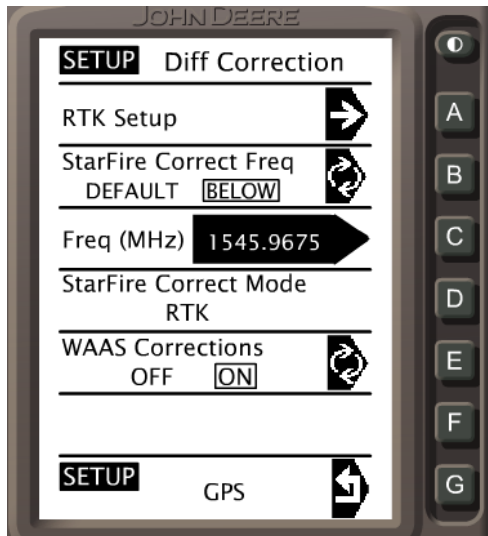 JOHN DEERE
SETUP Diff Correction
RTK Setup
A
StarFire Correct Freq
DEFAULT BELOW
B
Freq (MHz) 1545.9675
C
StarFire Correct Mode
RTK
D
WAAS Corrections
OFF ON
E
F
SETUP GPS
G